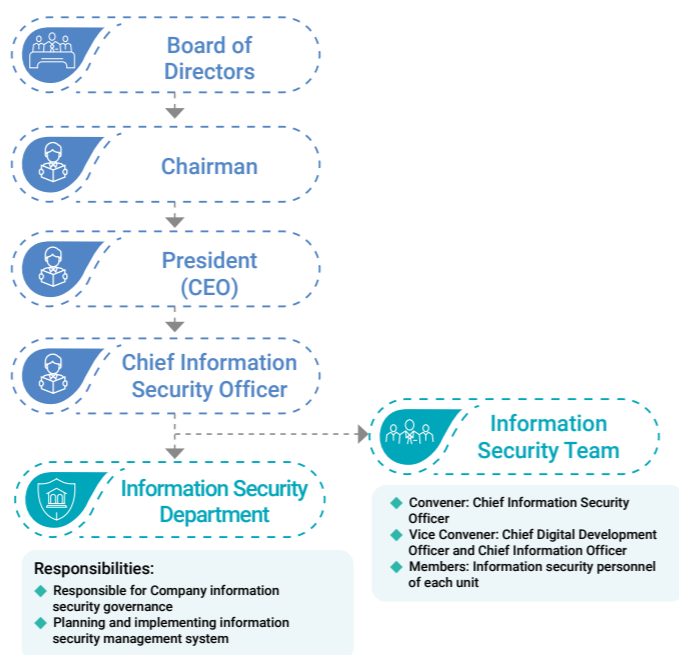 Board of
Directors
Chairman
President
(CEO)
Chief Information
Security Officer
Information
Security Team
Convener: Chief Information Security
Officer
Vice Convener: Chief Digital Development
Officer and Chief Information Officer
Members: Information security personnel
of each unit
Information Security
Department
Responsibilities:
Responsible for Company information
security governance
Planning and implementing information
security management system